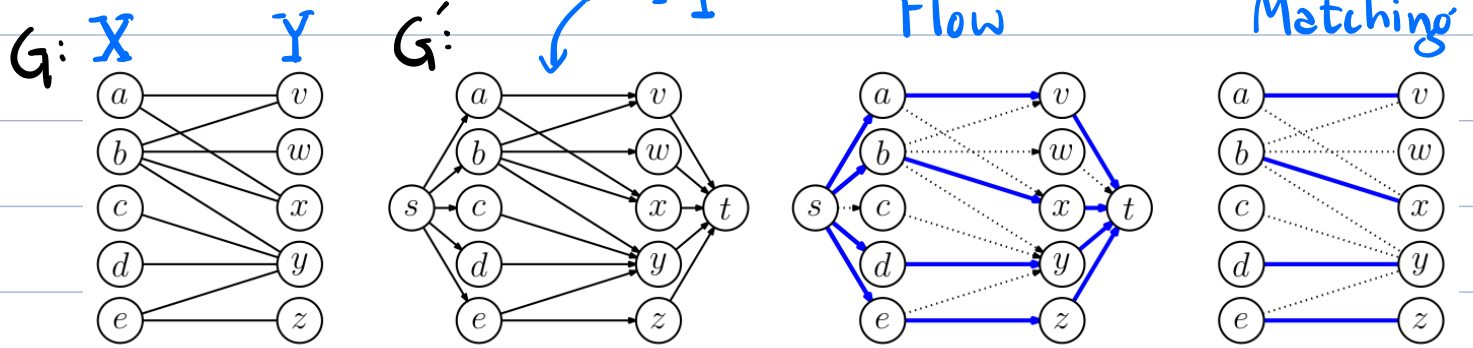 G: X Y G': Flow Matching
a v a v a v a v
b w b w b w b w
c x s c x t s c x t c x
d y d y d y d y
e z e z e z e z